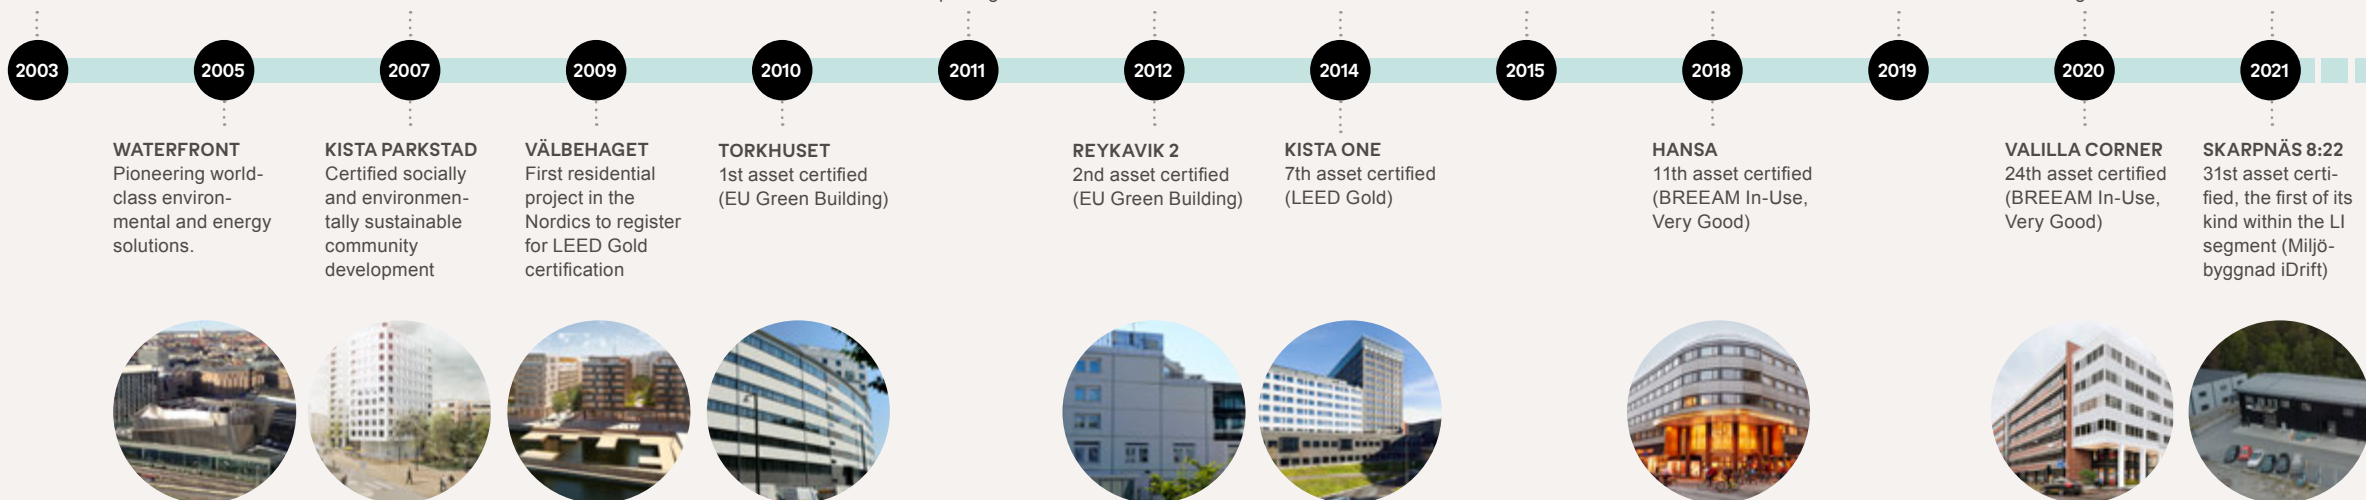 2003
2005
2007
2009
2010
2011
2012
2014
2015
2018
2019
2020
2021
WATERFRONT
Pioneering world-
class environ-
mental and energy
solutions.
KISTA PARKSTAD
Certified socially
and environmen-
tally sustainable
community
development
VÄLBEHAGET
First residential
project in the
Nordics to register
for LEED Gold
certification
TORKHUSET
1st asset certified
(EU Green Building)
REYKAVIK 2
2nd asset certified
(EU Green Building)
KISTA ONE
7th asset certified
(LEED Gold)
HANSA
11th asset certified
(BREEAM In-Use,
Very Good)
VALILLA CORNER
24th asset certified
(BREEAM In-Use,
Very Good)
SKARPNÄS 8:22
31st asset certi-
fied, the first of its
kind within the LI
segment (Miljö-
byggnad iDrift)